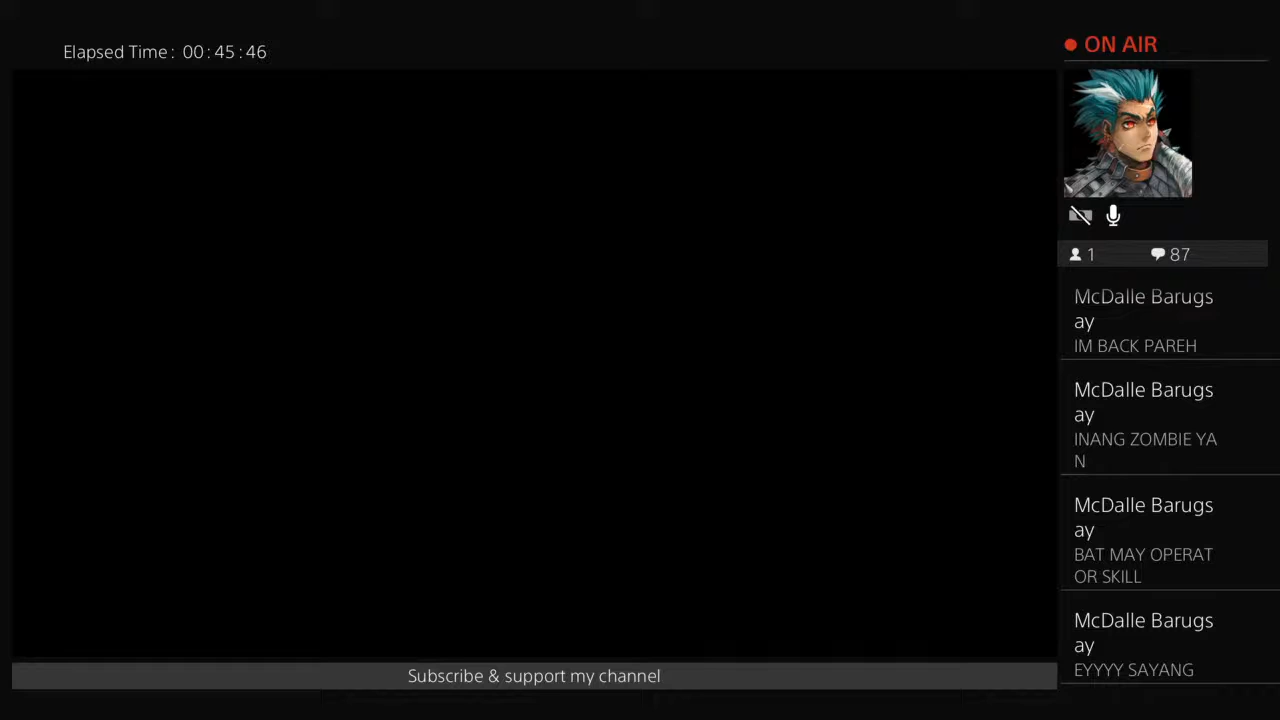 Elapsed Time: 00:45:46
ON AIR
1 87
McDalle Barugs
ay
IM BACK PAREH
McDalle Barugs
ay
INANG ZOMBIE YA
N
McDalle Barugs
ay
BAT MAY OPERAT
OR SKILL
McDalle Barugs
ay
EYYYY SAYANG
Subscribe & support my channel